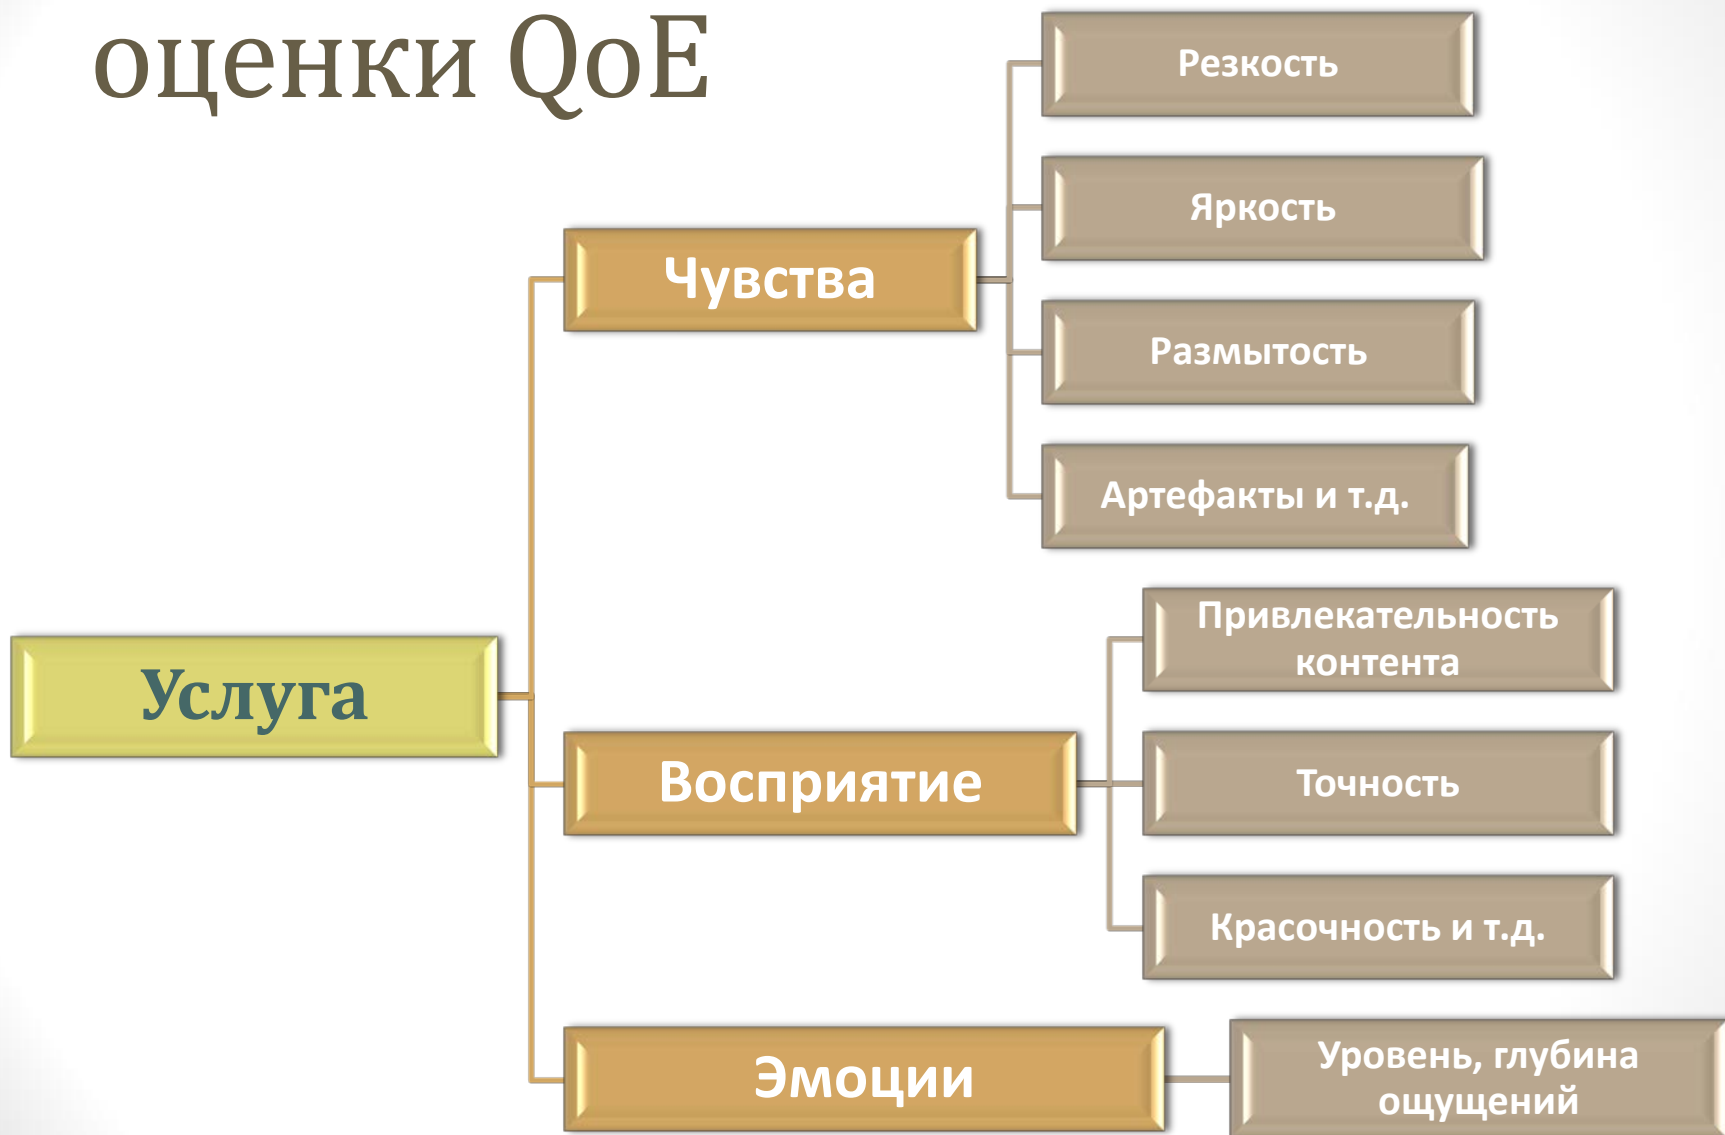 оценки QoE
Резкость
Яркость
Чувства
Размытость
Артефакты и т.д.
Привлекательность
контента
Услуга
Восприятие
Точность
Красочность и т.д.
Эмоции
Уровень, глубина
ощущений